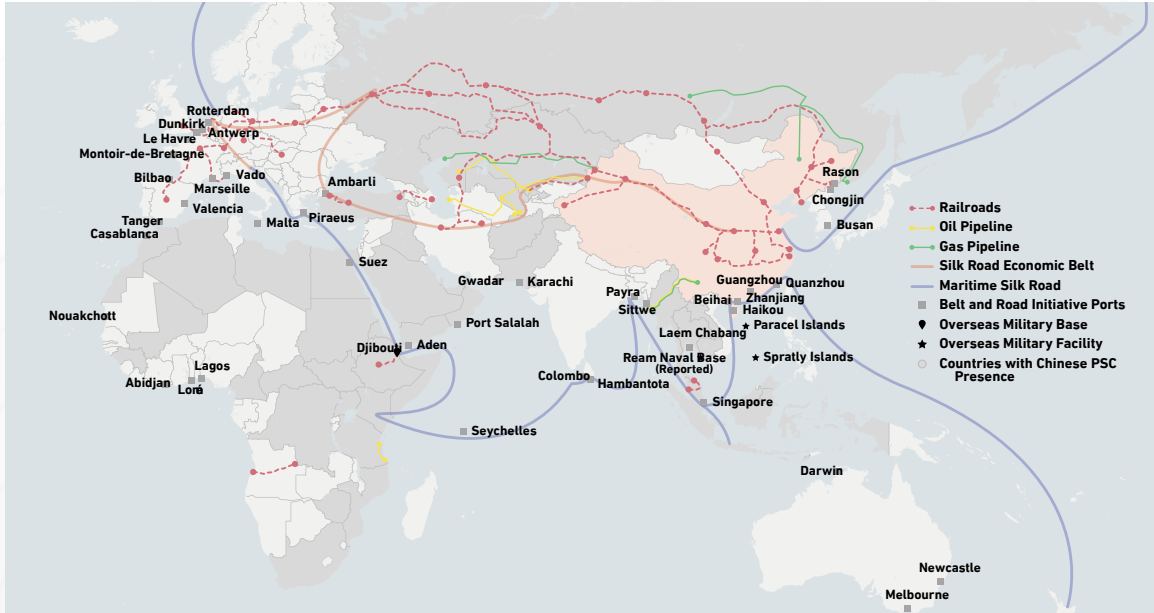 Rotterdam
Dunkirk
Le Havre
Antwerp
Montoir-de-Bretagne
Bilbao
Vado
Marseille
Valencia
Ambarli
Tanger
Casablanca
Malta
Piraeus
Suez
Nouakchott
Djibouti
Aden
Port Salalah
Gwadar
Karachi
Lagos
Abidjan
Lomé
Seychelles
Colombo
Hambantota
Payra
Sittwe
Guangzhou
Quanzhou
Beihai
Zhanjiang
Haikou
Laem Chabang
Paracel Islands
Ream Naval Base
(Reported)
Spratly Islands
Singapore
Rason
Chongjin
Busan
Darwin
Newcastle
Melbourne
Railroads
Oil Pipeline
Gas Pipeline
Silk Road Economic Belt
Maritime Silk Road
Belt and Road Initiative Ports
Overseas Military Base
Overseas Military Facility
Countries with Chinese PSC
Presence